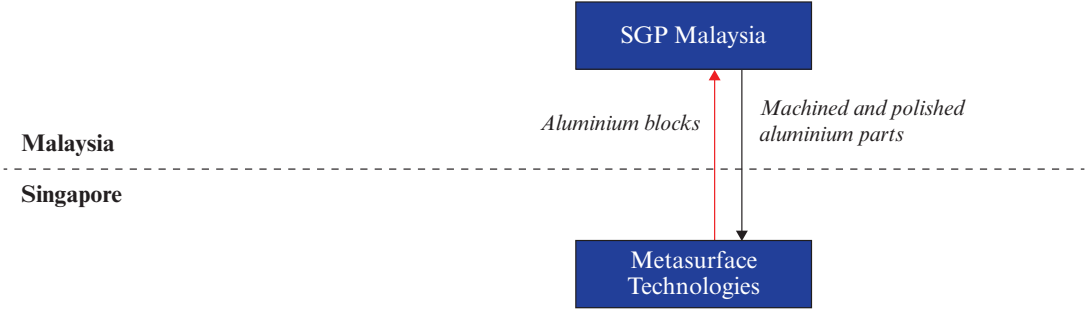 SGP Malaysia
Aluminium blocks
Machined and polished
aluminium parts
Malaysia
Singapore
Metasurface
Technologies